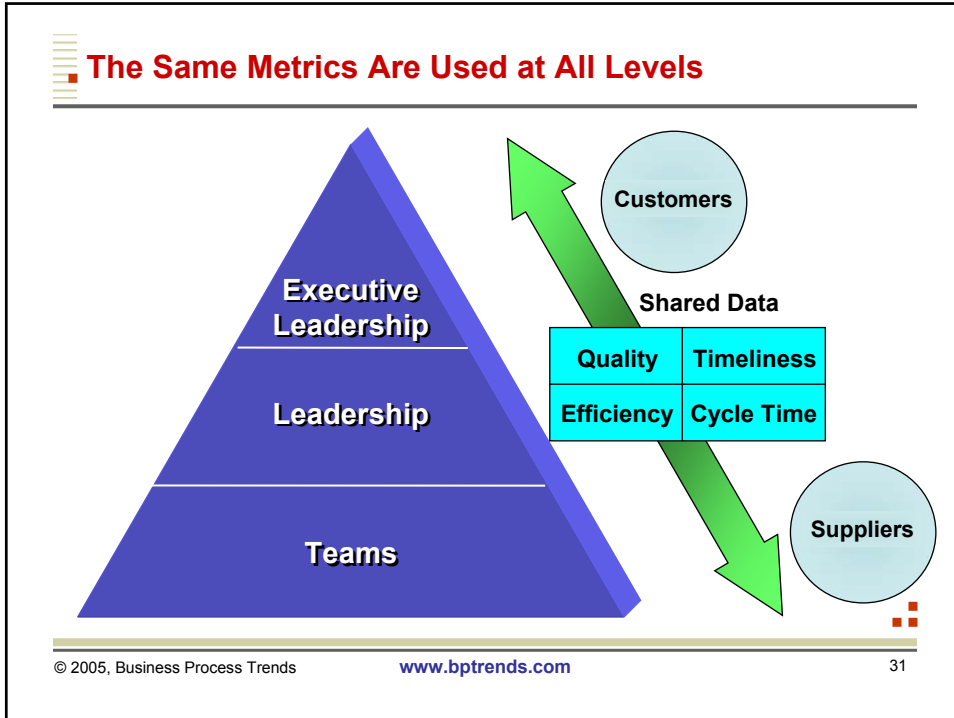 The Same Metrics Are Used at All Levels
Customers
Executive
Leadership
Shared Data
Quality Timeliness
Efficiency Cycle Time
Leadership
Suppliers
Teams
© 2005, Business Process Trends www.bptrends.com 31